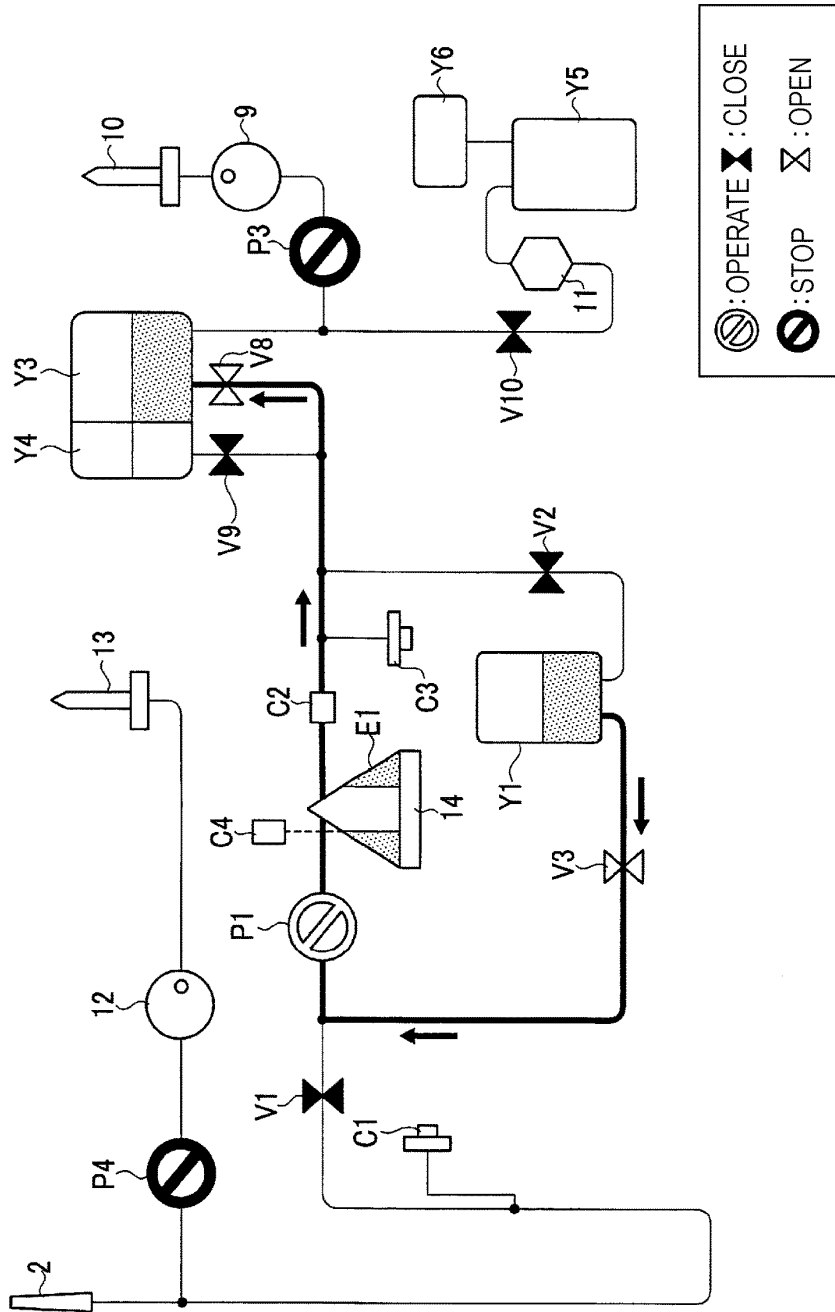 10
9
P3
Y6
Y5
11
V10
Y3
Y4
V8
V9
V2
13
C2
C3
E1
C4
14
Y1
P1
V3
12
V1
C1
P4
2
:OPERATE
:CLOSE
:STOP
:OPEN